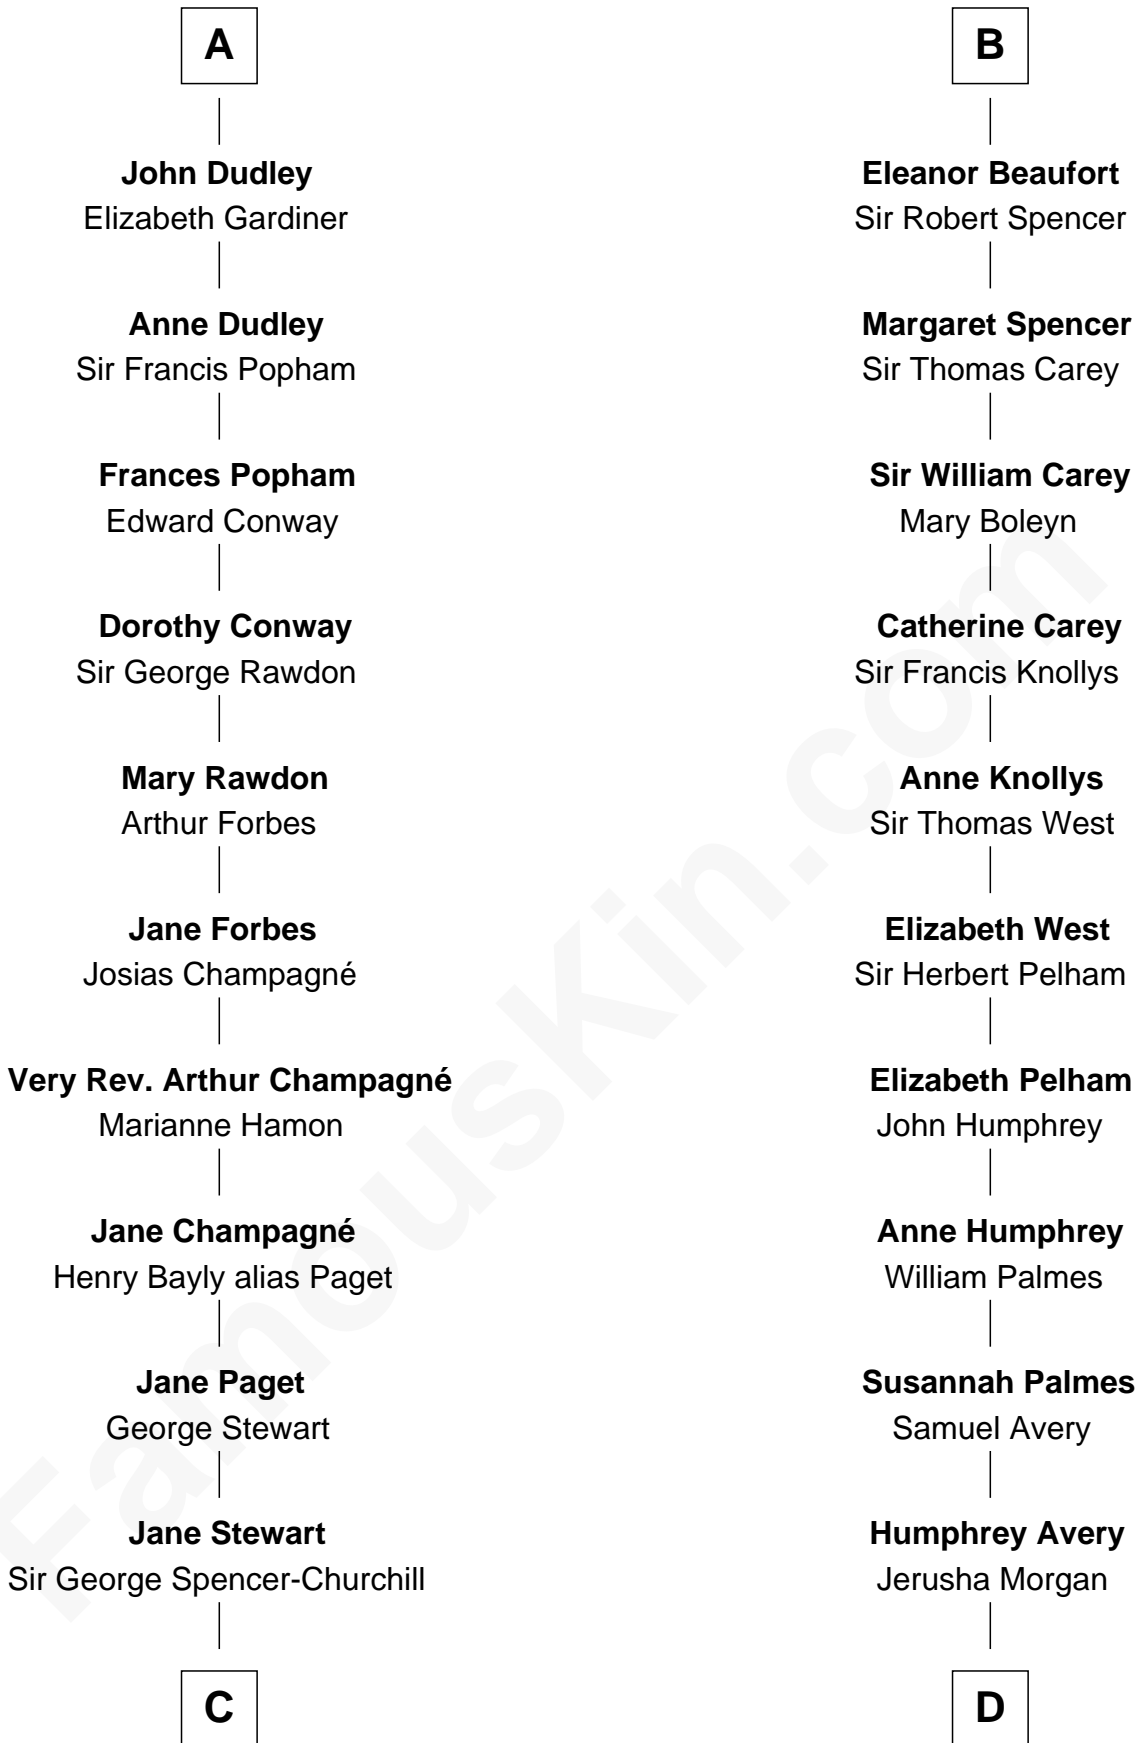 A
John Dudley
Elizabeth Gardiner
Anne Dudley
Sir Francis Popham
Frances Popham
Edward Conway
Dorothy Conway
Sir George Rawdon
Mary Rawdon
Arthur Forbes
Jane Forbes
Josias Champagné
Very Rev. Arthur Champagné
Marianne Hamon
Jane Champagné
Henry Bayly alias Paget
Jane Paget
George Stewart
Jane Stewart
Sir George Spencer-Churchill
C
B
Eleanor Beaufort
Sir Robert Spencer
Margaret Spencer
Sir Thomas Carey
Sir William Carey
Mary Boleyn
Catherine Carey
Sir Francis Knollys
Anne Knollys
Sir Thomas West
Elizabeth West
Sir Herbert Pelham
Elizabeth Pelham
John Humphrey
Anne Humphrey
William Palmes
Susannah Palmes
Samuel Avery
Humphrey Avery
Jerusha Morgan
D
FamousKin.com